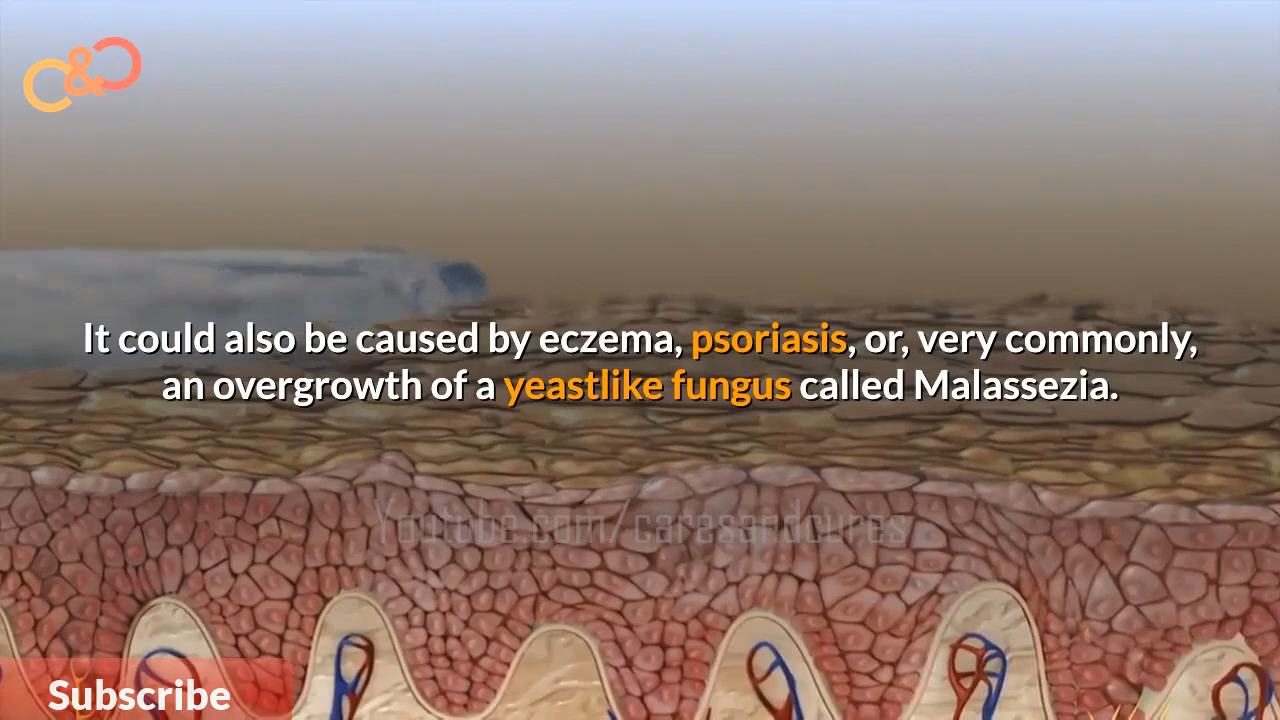 C&C
It could also be caused by eczema, psoriasis, or, very commonly,
an overgrowth of a yeastlike fungus called Malassezia.
Youtube.com/caresandcures
Subscribe